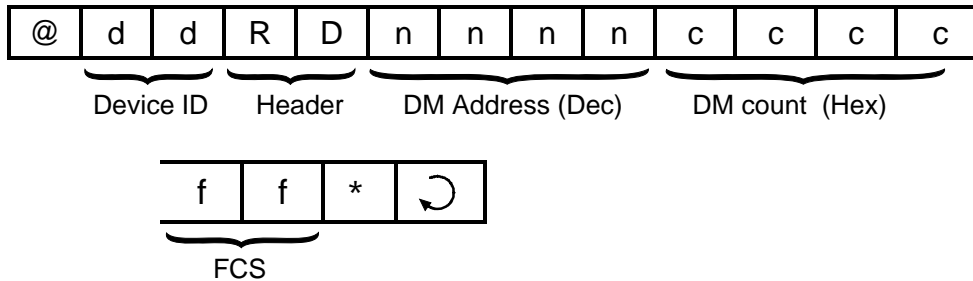 @ d d R D n n n n c c c c
Device ID Header DM Address (Dec) DM count (Hex)
f f *
FCS